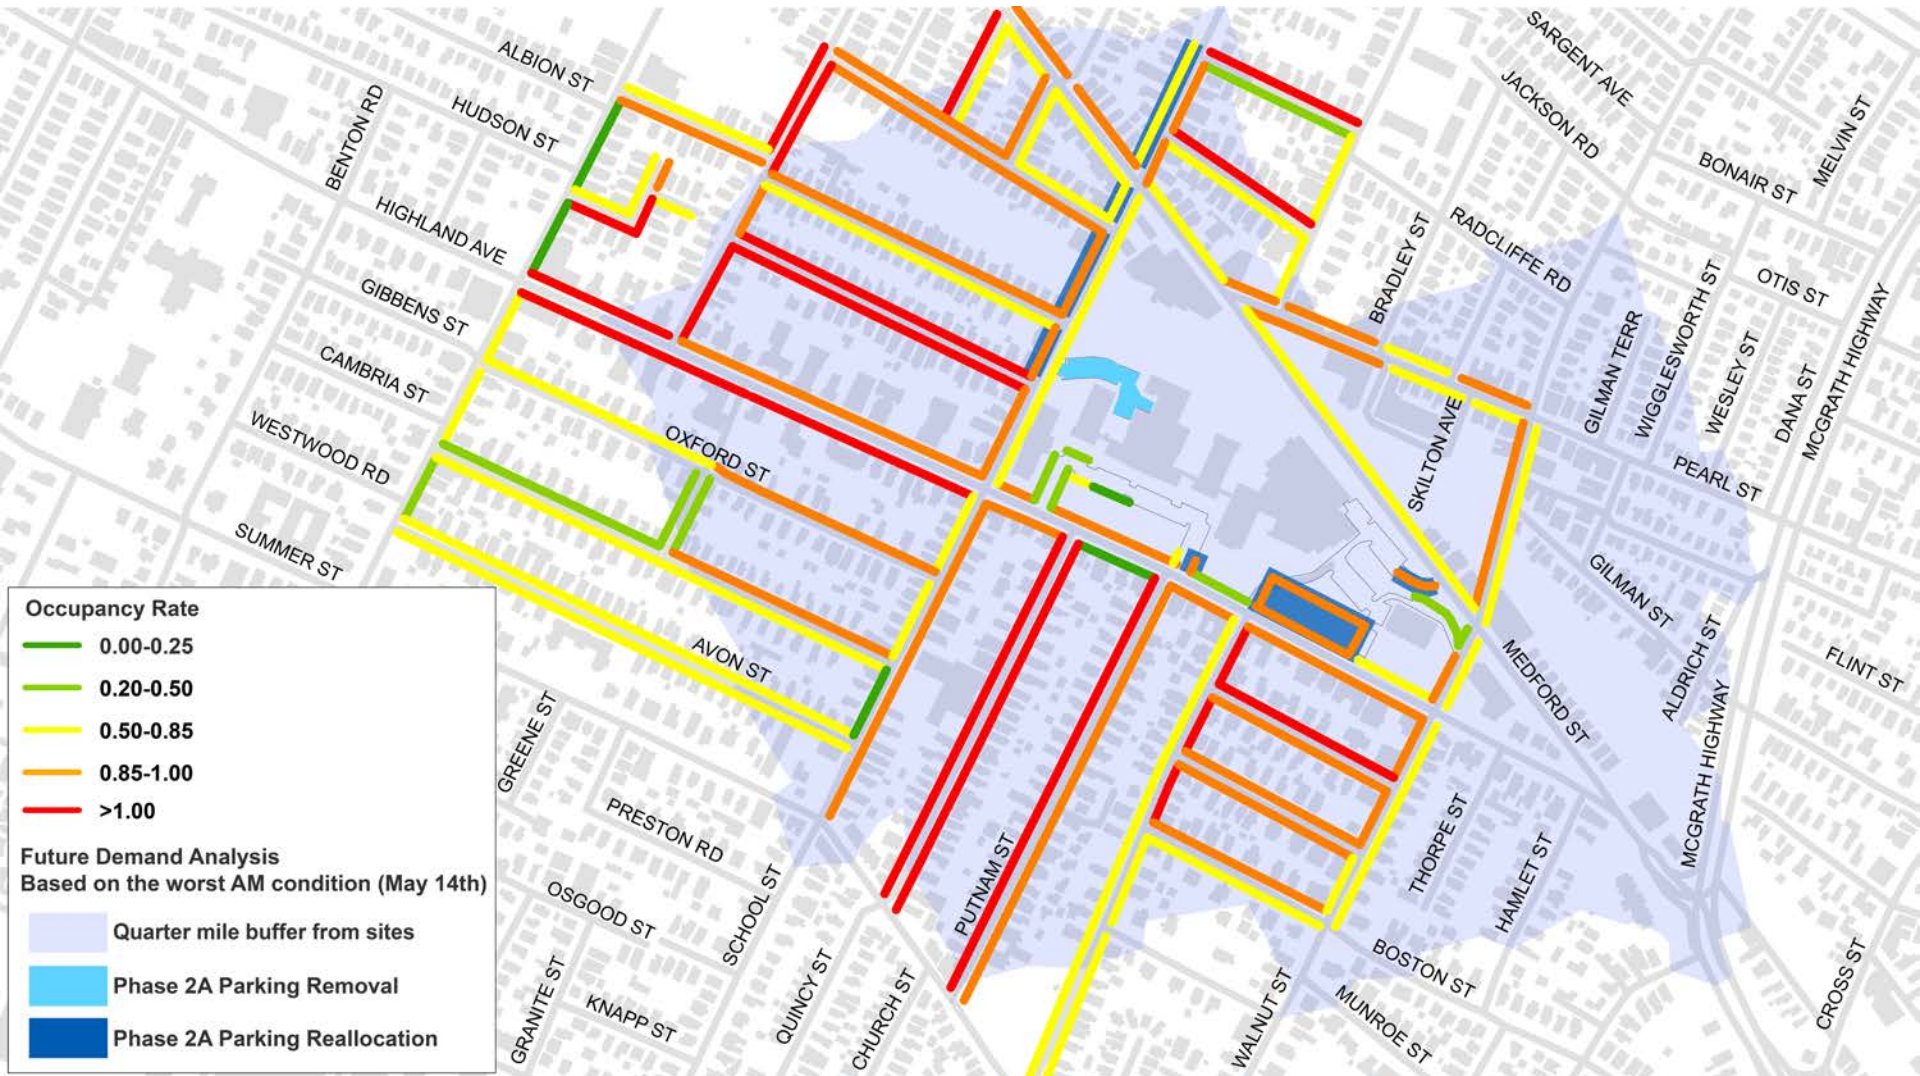 SARGENT AVE
ALBION ST
JACKSON RD
BENTON RD
HUDSON ST
MELVIN ST
BONAIR ST
HIGHLAND AVE
RADCLIFFE RD
BRADLEY ST
OTIS ST
GIBBENS ST
WIGGLESWORTH ST
GILMAN TERR
WESLEY ST
DANA ST
MCGRATH HIGHWAY
CAMBRIA ST
WESTWOOD RD
OXFORD ST
SKILTON AVE
PEARL ST
SUMMER ST
GILMAN ST
Occupancy Rate
0.00-0.25
0.20-0.50
0.50-0.85
0.85-1.00
>1.00
Future Demand Analysis
Based on the worst AM condition (May 14th)
Quarter mile buffer from sites
Phase 2A Parking Removal
Phase 2A Parking Reallocation
AVON ST
MEDFORD ST
ALDRICH ST
FLINT ST
GREENE ST
MCGRATH HIGHWAY
PRESTON RD
THORPE ST
HAMLET ST
PUTNAM ST
OSGOOD ST
SCHOOL ST
BOSTON ST
QUINCY ST
CHURCH ST
GRANITE ST
KNAPP ST
WALNUT ST
MUNROE ST
CROSS ST